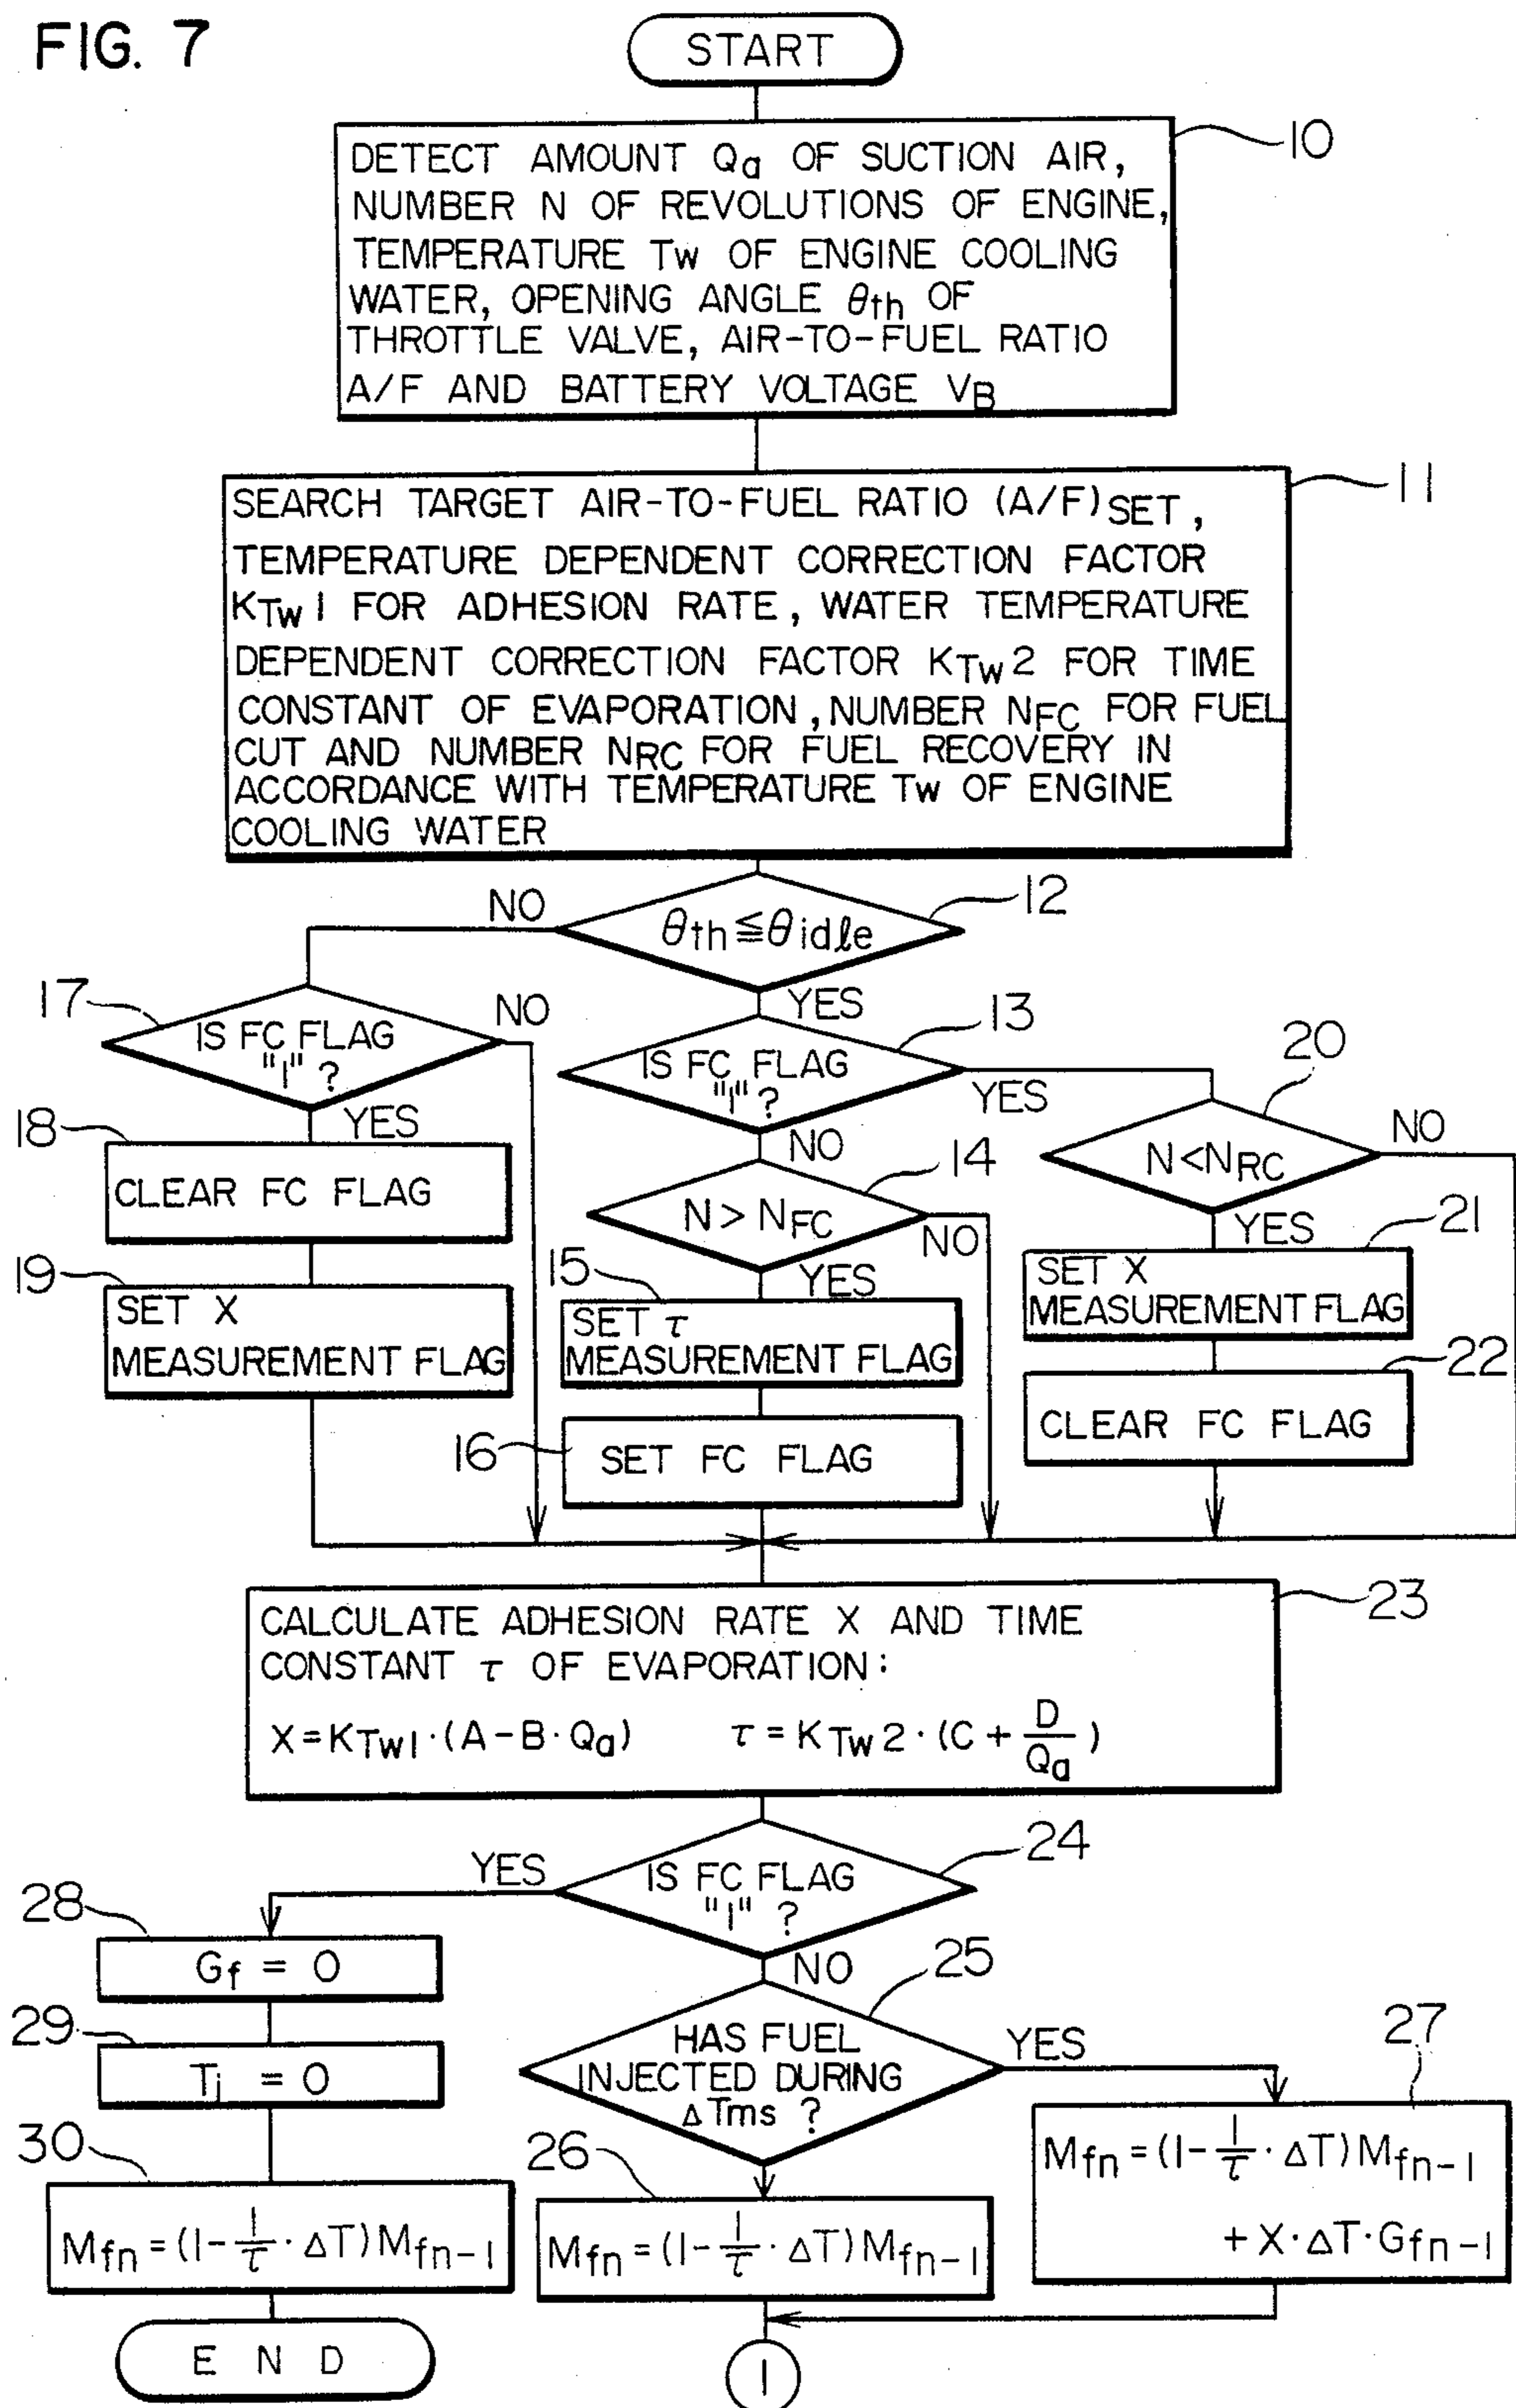 FIG. 7
START
10
DETECT AMOUNT Qa OF SUCTION AIR,
NUMBER N OF REVOLUTIONS OF ENGINE,
TEMPERATURE Tw OF ENGINE COOLING
WATER, OPENING ANGLE θth OF
THROTTLE VALVE, AIR-TO-FUEL RATIO
A/F AND BATTERY VOLTAGE VB
11
SEARCH TARGET AIR-TO-FUEL RATIO (A/F)SET,
TEMPERATURE DEPENDENT CORRECTION FACTOR
KTW1 FOR ADHESION RATE, WATER TEMPERATURE
DEPENDENT CORRECTION FACTOR KTW2 FOR TIME
CONSTANT OF EVAPORATION, NUMBER NFC FOR FUEL
CUT AND NUMBER NRC FOR FUEL RECOVERY IN
ACCORDANCE WITH TEMPERATURE Tw OF ENGINE
COOLING WATER
NO
12
θth≦θidle
YES
17
IS FC FLAG
"1" ?
NO
YES
13
IS FC FLAG
"1" ?
YES
NO
20
N<NRC
NO
YES
18
CLEAR FC FLAG
14
N > NFC
NO
YES
21
SET X
MEASUREMENT FLAG
19
SET X
MEASUREMENT FLAG
15
SET τ
MEASUREMENT FLAG
22
CLEAR FC FLAG
16
SET FC FLAG
23
CALCULATE ADHESION RATE X AND TIME
CONSTANT τ OF EVAPORATION:
X=KTW1·(A-B·Qa) τ=KTW2·(C+D/Qa)
24
YES
IS FC FLAG
"1" ?
NO
28
Gf = 0
25
HAS FUEL
INJECTED DURING
ΔTms ?
YES
29
Ti = 0
27
Mfn=(1-1/τ·ΔT)Mfn-1
+X·ΔT·Gfn-1
30
Mfn=(1-1/τ·ΔT)Mfn-1
26
Mfn=(1-1/τ·ΔT)Mfn-1
END
1